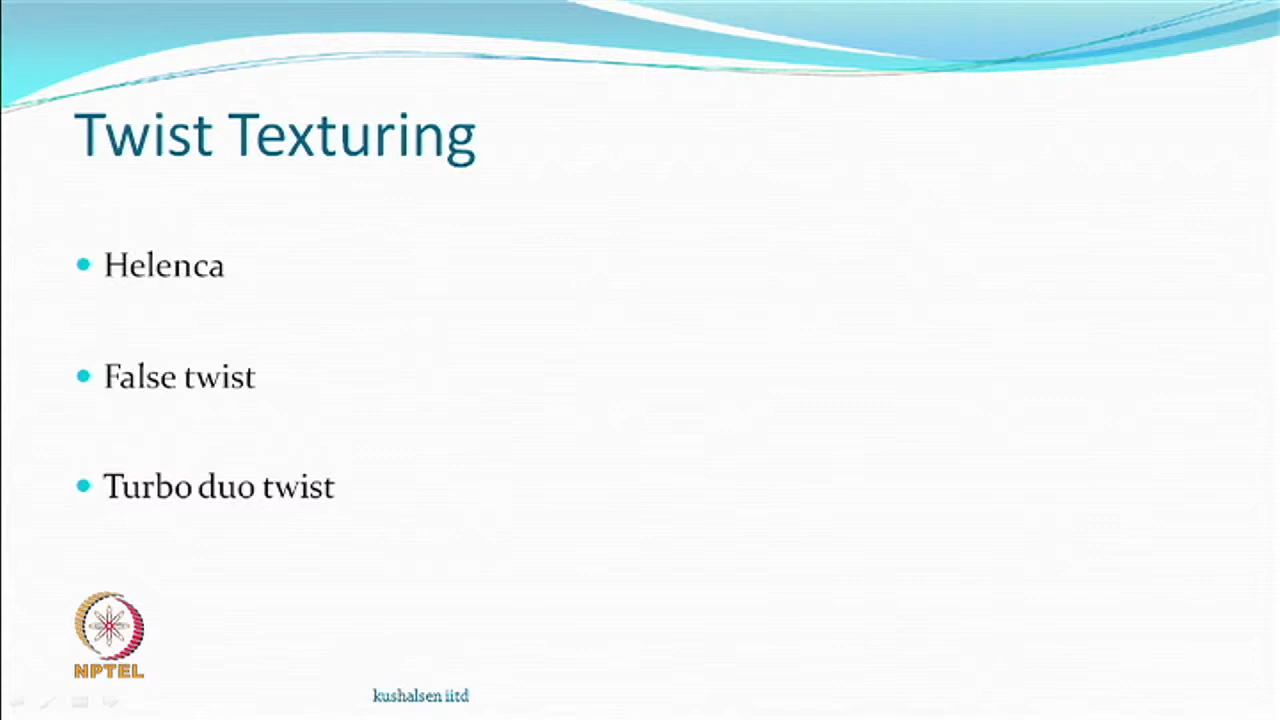 Twist Texturing
Helenca
False twist
Turbo duo twist
NPTEL
kushalsen iitd